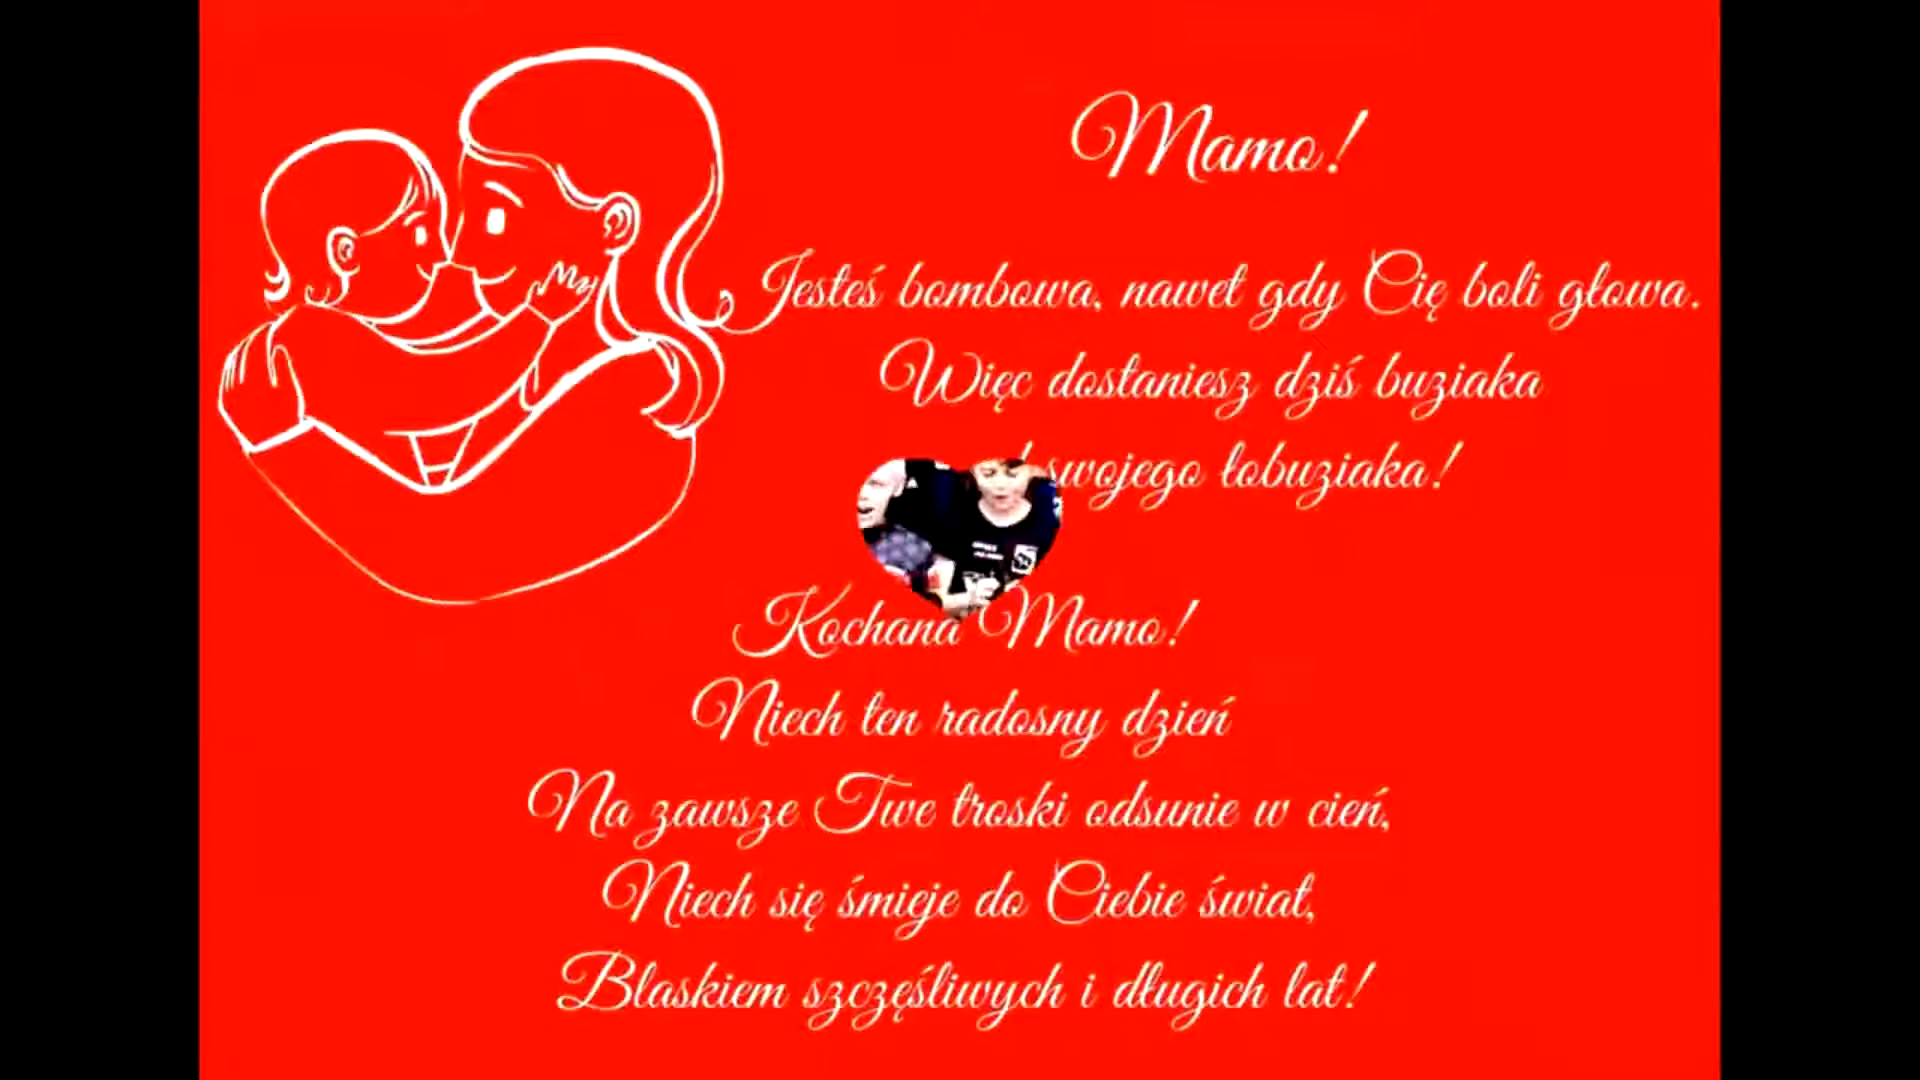 Mamo!
Jesteś bombowa, nawet gdy Cię boli głowa.
Więc dostaniesz dziś buziaka
swojego łobuziaka!
Kochana Mamo!
Niech ten radosny dzień
Na zawsze Twe troski odsunie w cień,
Niech się śmieje do Ciebie świat,
Blaskiem szczęśliwych i długich lat!